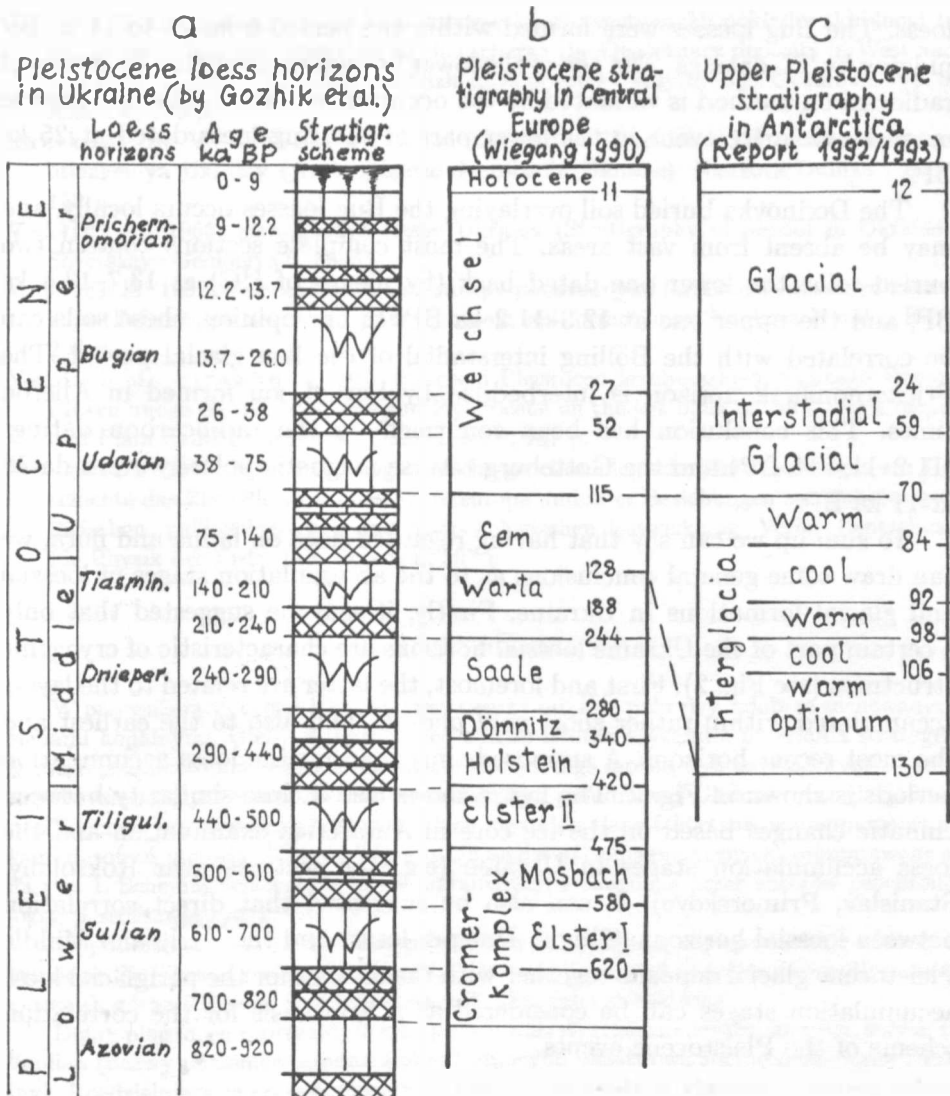 a
Pleistocene loess horizons
in Ukraine (by Gozhik et al.)
Loess
horizons
Age
ka BP
Stratigr.
scheme
PLEISTOCENE
Upper
Middle
Lower
0-9
Prichern-
omorian
9-12.2
12.2-13.7
Bugian
13.7-260
26-38
Udaian
38-75
75-140
Tiasmin.
140-210
210-240
Dnieper.
240-290
290-440
Tiligul.
440-500
500-610
Sulian
610-700
700-820
Azovian
820-920
b
Pleistocene stra-
tigraphy in Central
Europe
(Wiegang 1990)
Holocene
11
Weichse
27
52
115
Eem
128
Warta
188
244
Saale
280
Dömnitz
340
Holstein
420
Elster II
475
Cromer-
Komplex
Mosbach
580
Elster I
620
c
Upper Pleistocene
stratigraphy
in Antarctica
(Report 1992/1993)
12
Glacial
24
Interstadial
59
Glacial
70
Warm
84
cool
92
warm
98
cool
106
warm
optimum
130